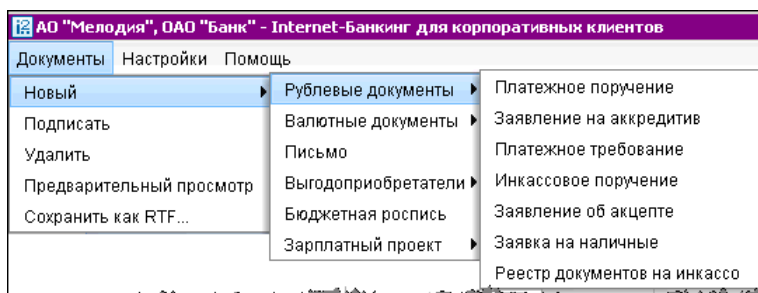 АО "Мелодия", ОАО "Банк" - Internet-Банкинг для корпоративных клиентов
Документы Настройки Помощь
Новый
Подписать
Удалить
Предварительный просмотр
Сохранить как RTF...
Рублевые документы
Валютные документы
Письмо
Выгодоприобретатели
Бюджетная роспись
Зарплатный проект
Платежное поручение
Заявление на аккредитив
Платежное требование
Инкассовое поручение
Заявление об акцепте
Заявка на наличные
Реестр документов на инкассо